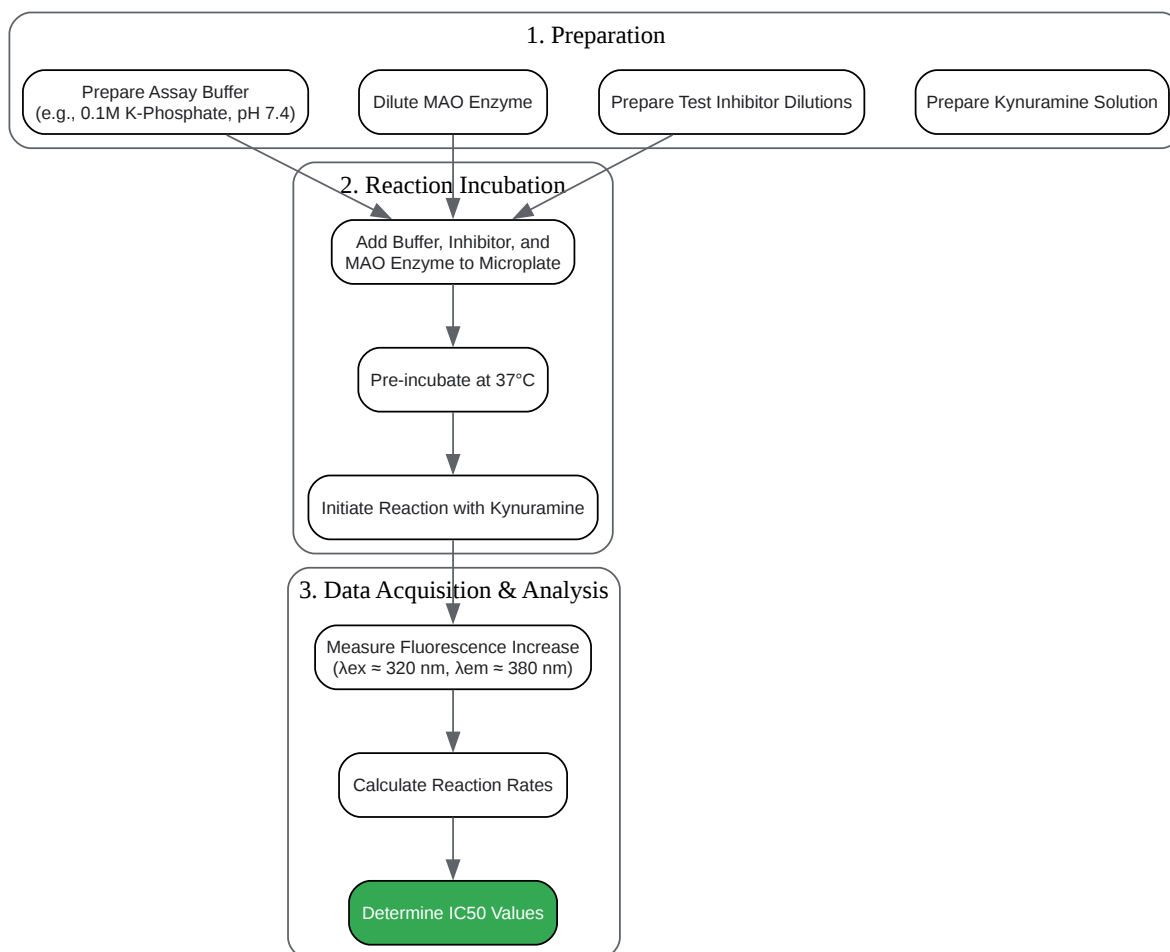 1. Preparation
Prepare Assay Buffer
(e.g., 0.1M K-Phosphate, pH 7.4)
Dilute MAO Enzyme
Prepare Test Inhibitor Dilutions
Prepare Kynuramine Solution
2. Reaction Incubation
Add Buffer, Inhibitor, and
MAO Enzyme to Microplate
Pre-incubate at 37°C
Initiate Reaction with Kynuramine
3. Data Acquisition & Analysis
Measure Fluorescence Increase
(λex ≈ 320 nm, λem ≈ 380 nm)
Calculate Reaction Rates
Determine IC50 Values